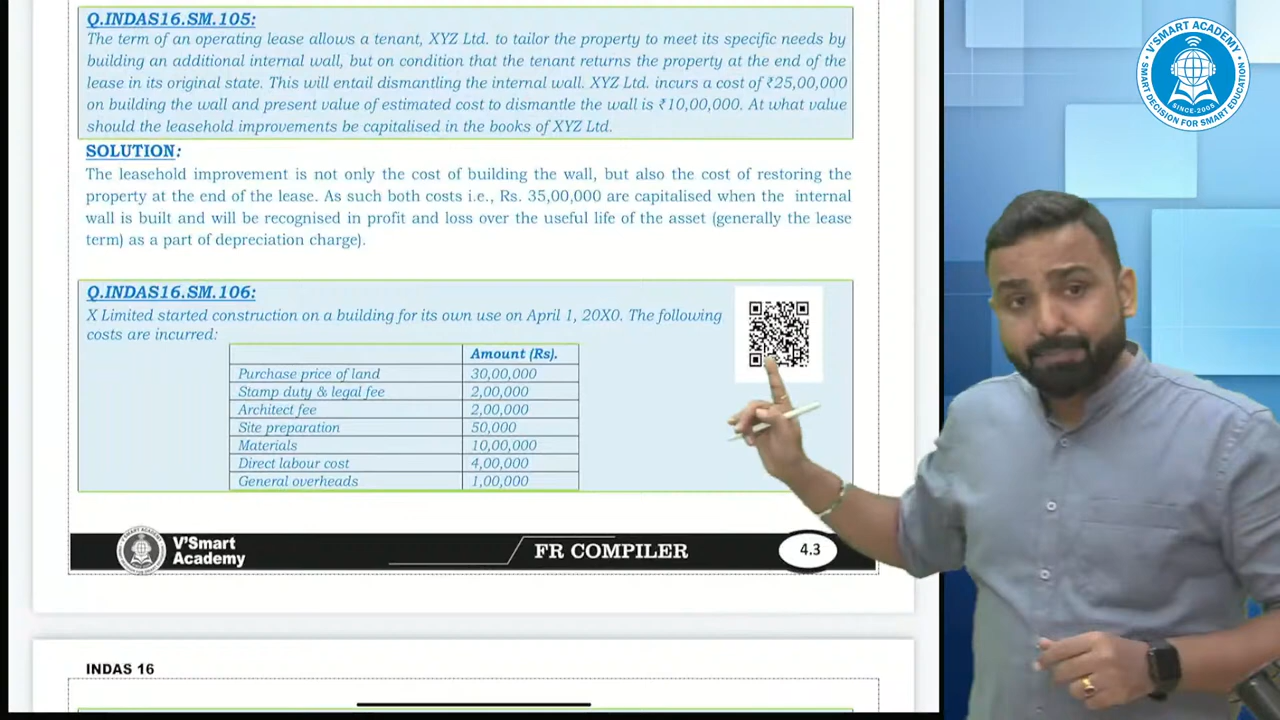 Q.INDAS16.SM.105:
The term of an operating lease allows a tenant, XYZ Ltd. to tailor the property to meet its specific needs by
building an additional internal wall, but on condition that the tenant returns the property at the end of the
lease in its original state. This will entail dismantling the internal wall. XYZ Ltd. incurs a cost of ₹25,00,000
on building the wall and present value of estimated cost to dismantle the wall is ₹10,00,000. At what value
should the leasehold improvements be capitalised in the books of XYZ Ltd.
SOLUTION:
The leasehold improvement is not only the cost of building the wall, but also the cost of restoring the
property at the end of the lease. As such both costs i.e., Rs. 35,00,000 are capitalised when the internal
wall is built and will be recognised in profit and loss over the useful life of the asset (generally the lease
term) as a part of depreciation charge).
Q.INDAS16.SM.106:
X Limited started construction on a building for its own use on April 1, 20X0. The following
costs are incurred:
Amount (Rs).
Purchase price of land 30,00,000
Stamp duty & legal fee 2,00,000
Architect fee 2,00,000
Site preparation 50,000
Materials 10,00,000
Direct labour cost 4,00,000
General overheads 1,00,000
V'Smart
Academy
FR COMPILER
4.3
INDAS 16
V'SMART ACADEMY
SINCE-2005
SMART DECISION FOR SMART EDUCATION